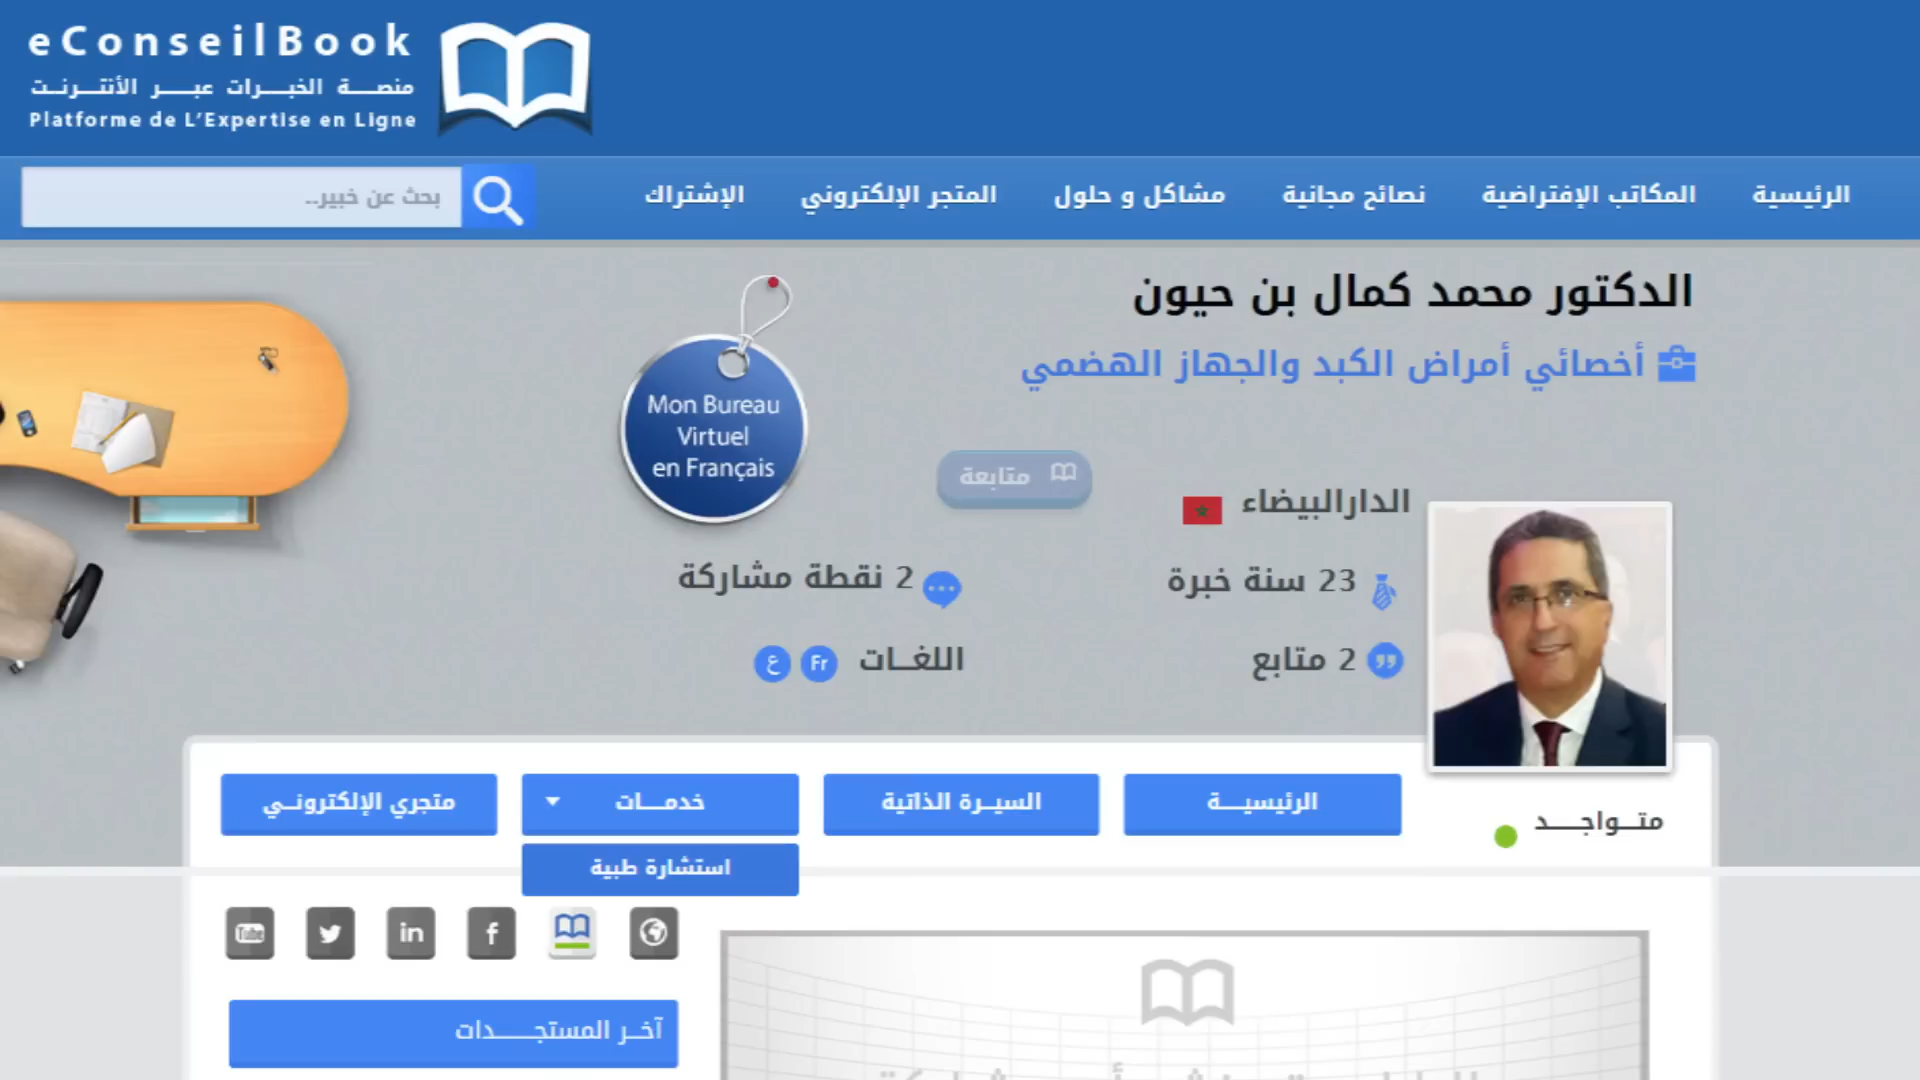 eConseilBook
منصة الخبرات عبر الأنترنت
Platforme de L'Expertise en Ligne
الرئيسية
المكاتب الإفتراضية
نصائح مجانية
مشاكل و حلول
المتجر الإلكتروني
الإشتراك
بحث عن خبير..
الدكتور محمد كمال بن حيون
أخصائي أمراض الكبد والجهاز الهضمي
Mon Bureau
Virtuel
en Français
متابعة
الدارالبيضاء
23 سنة خبرة
2 نقطة مشاركة
2 متابع
اللغات
Fr
ع
متواجد
الرئيسية
السيرة الذاتية
خدمات
متجري الإلكتروني
استشارة طبية
You Tube
in
f
آخر المستجدات